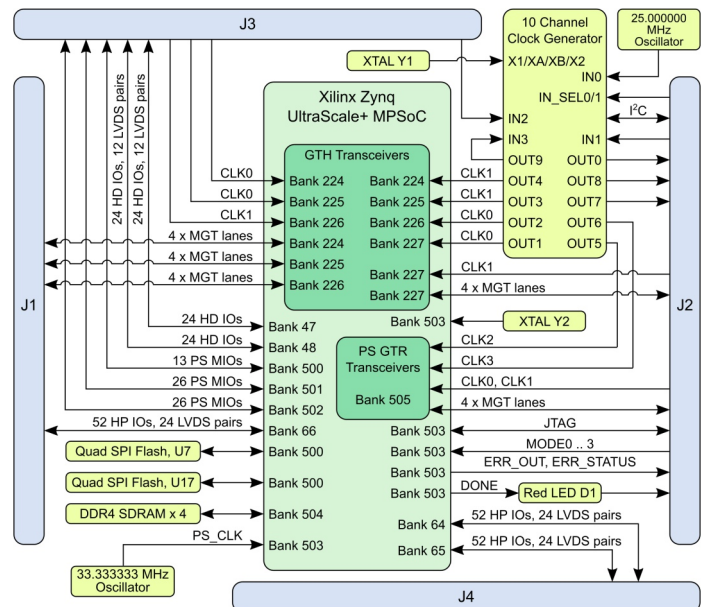 J3
25.000000
MHz
Oscillator
10 Channel
Clock Generator
XTAL Y1
X1/XA/XB/X2
IN0
IN_SEL0/1
I²C
IN2
IN1
IN3
OUT9
OUT0
OUT4
OUT8
OUT3
OUT7
OUT2
OUT6
OUT1
OUT5
24 HD IOs, 12 LVDS pairs
24 HD IOs, 12 LVDS pairs
Xilinx Zynq
UltraScale+ MPSoC
GTH Transceivers
CLK0
Bank 224
Bank 224
CLK1
CLK0
Bank 225
Bank 225
CLK1
CLK1
Bank 226
Bank 226
CLK0
4 x MGT lanes
Bank 224
Bank 227
CLK0
4 x MGT lanes
Bank 225
4 x MGT lanes
Bank 226
Bank 227
CLK1
Bank 227
4 x MGT lanes
J1
J2
24 HD IOs
Bank 47
Bank 503
XTAL Y2
24 HD IOs
Bank 48
13 PS MIOs
Bank 500
26 PS MIOs
Bank 501
26 PS MIOs
Bank 502
PS GTR
Transceivers
Bank 505
CLK2
CLK3
CLK0, CLK1
4 x MGT lanes
52 HP IOs, 24 LVDS pairs
Bank 66
Bank 503
JTAG
Quad SPI Flash, U7
Bank 500
Bank 503
MODE0 .. 3
Bank 503
ERR_OUT, ERR_STATUS
Quad SPI Flash, U17
Bank 500
Bank 503
DONE
Red LED D1
DDR4 SDRAM x 4
Bank 504
Bank 64
52 HP IOs, 24 LVDS pairs
PS_CLK
Bank 503
Bank 65
52 HP IOs, 24 LVDS pairs
33.333333 MHz
Oscillator
J4